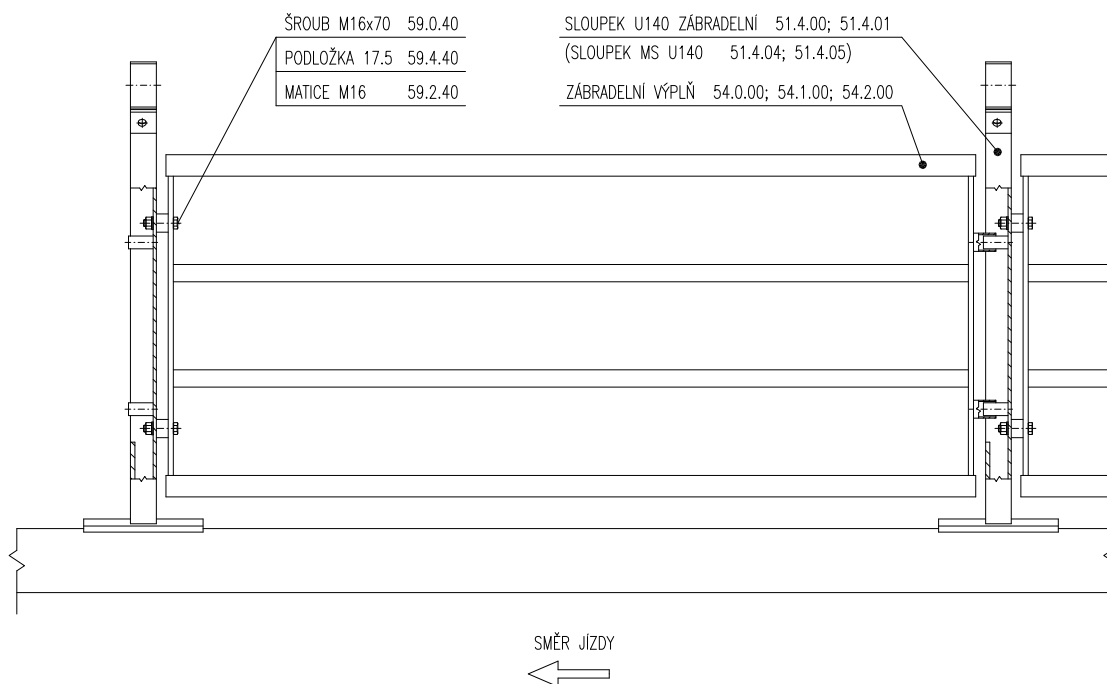 ŠROUB M16x70 59.0.40
PODLOŽKA 17.5 59.4.40
MATICE M16 59.2.40
SLOUPEK U140 ZÁBRADELNÍ 51.4.00; 51.4.01
(SLOUPEK MS U140 51.4.04; 51.4.05)
ZÁBRADELNÍ VÝPLŇ 54.0.00; 54.1.00; 54.2.00
SMĚR JÍZDY